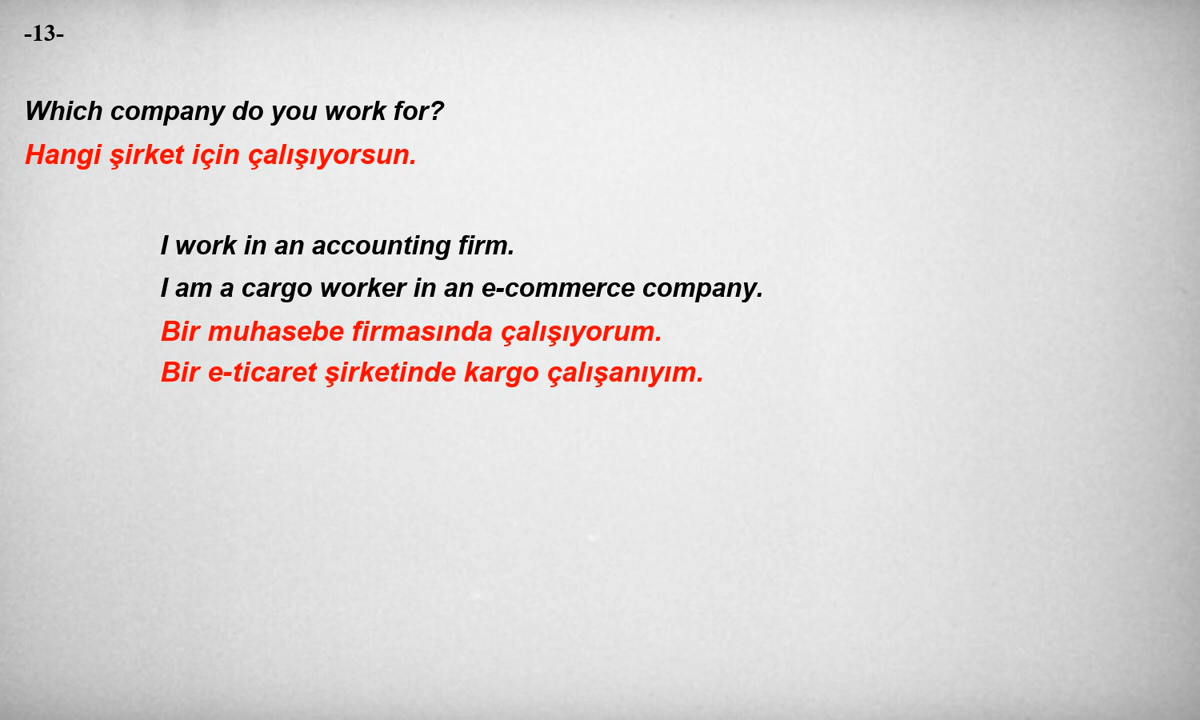 -13-
Which company do you work for?
Hangi şirket için çalışıyorsun.
I work in an accounting firm.
I am a cargo worker in an e-commerce company.
Bir muhasebe firmasında çalışıyorum.
Bir e-ticaret şirketinde kargo çalışanıyım.